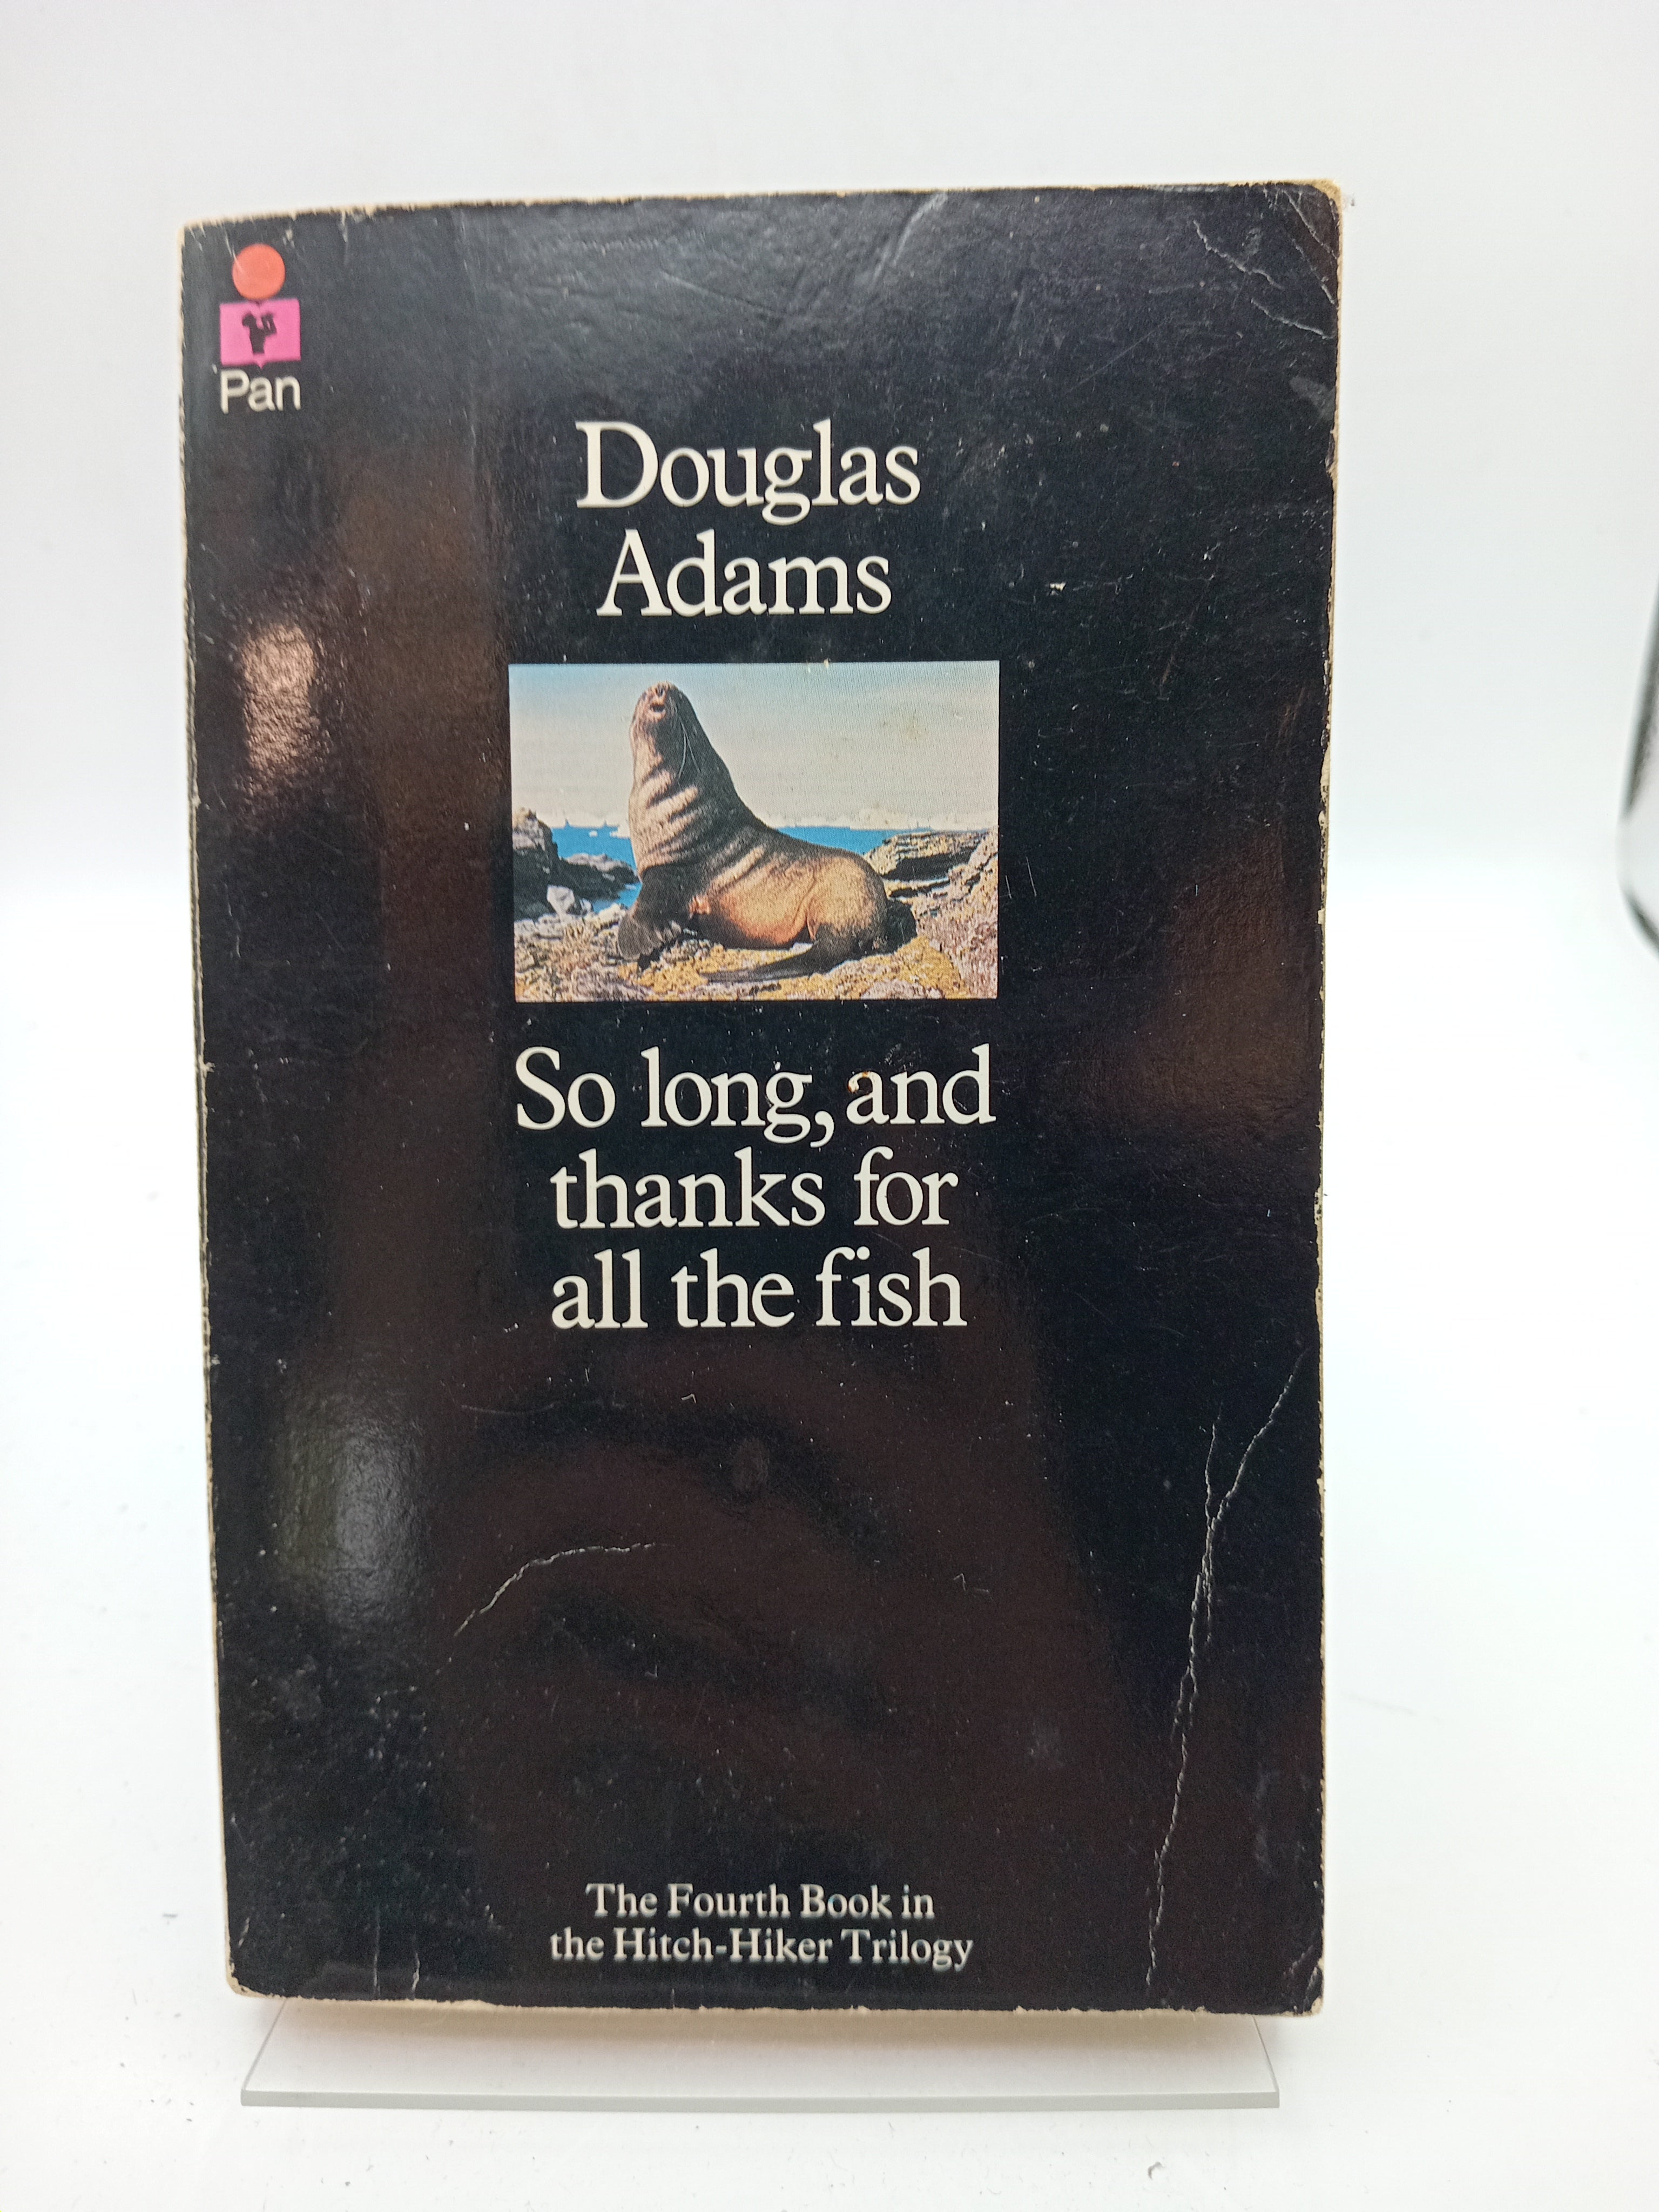 Pan
Douglas
Adams
So long, and
thanks for
all the fish
The Fourth Book in
the Hitch-Hiker Trilogy